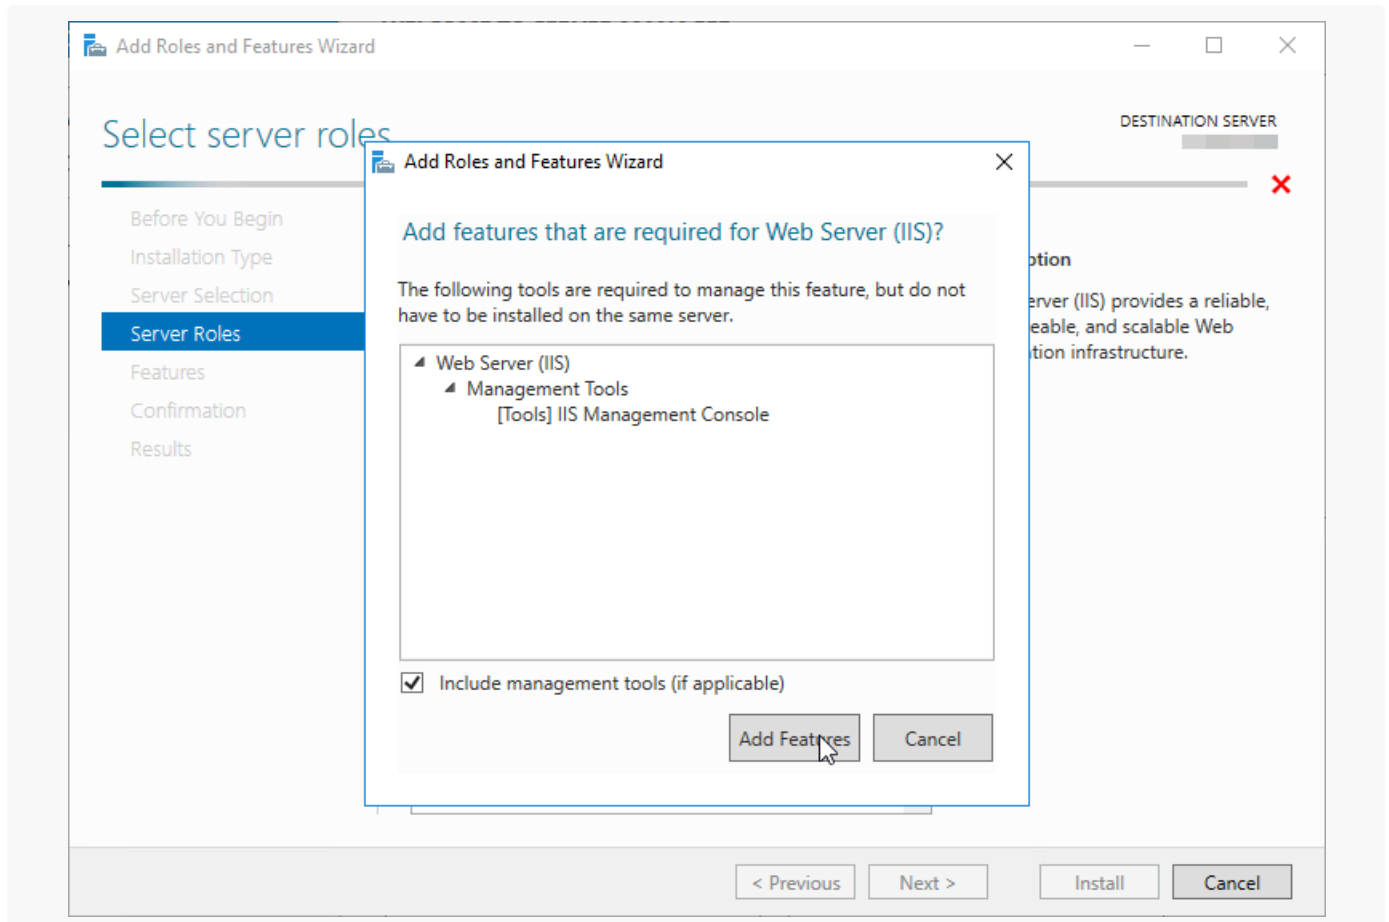 Add Roles and Features Wizard
Select server roles
DESTINATION SERVER
Before You Begin
Installation Type
Server Selection
Server Roles
Features
Confirmation
Results
Add Roles and Features Wizard
Add features that are required for Web Server (IIS)?
The following tools are required to manage this feature, but do not
have to be installed on the same server.
Web Server (IIS)
Management Tools
[Tools] IIS Management Console
Include management tools (if applicable)
Add Features
Cancel
ption
erver (IIS) provides a reliable,
eable, and scalable Web
tion infrastructure.
< Previous
Next >
Install
Cancel